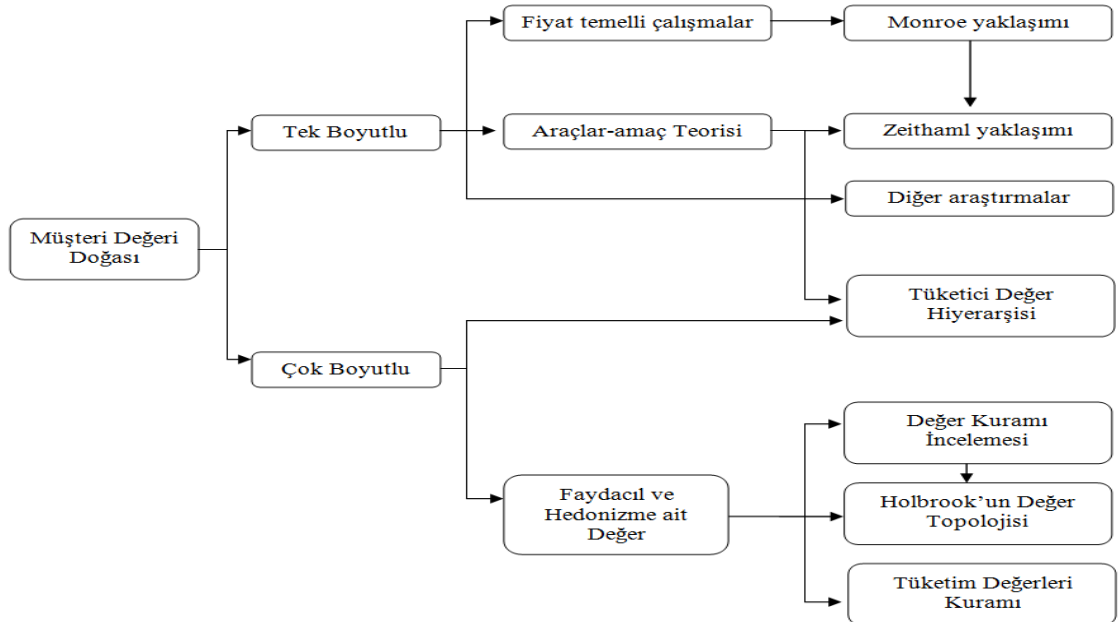 Fiyat temelli çalışmalar
Monroe yaklaşımı
Tek Boyutlu
Araçlar-amaç Teorisi
Zeithaml yaklaşımı
Diğer araştırmalar
Müşteri Değeri
Doğası
Tüketici Değer
Hiyerarşisi
Çok Boyutlu
Değer Kuramı
İncelemesi
Faydacıl ve
Hedonizme ait
Değer
Holbrook’un Değer
Topolojisi
Tüketim Değerleri
Kuramı